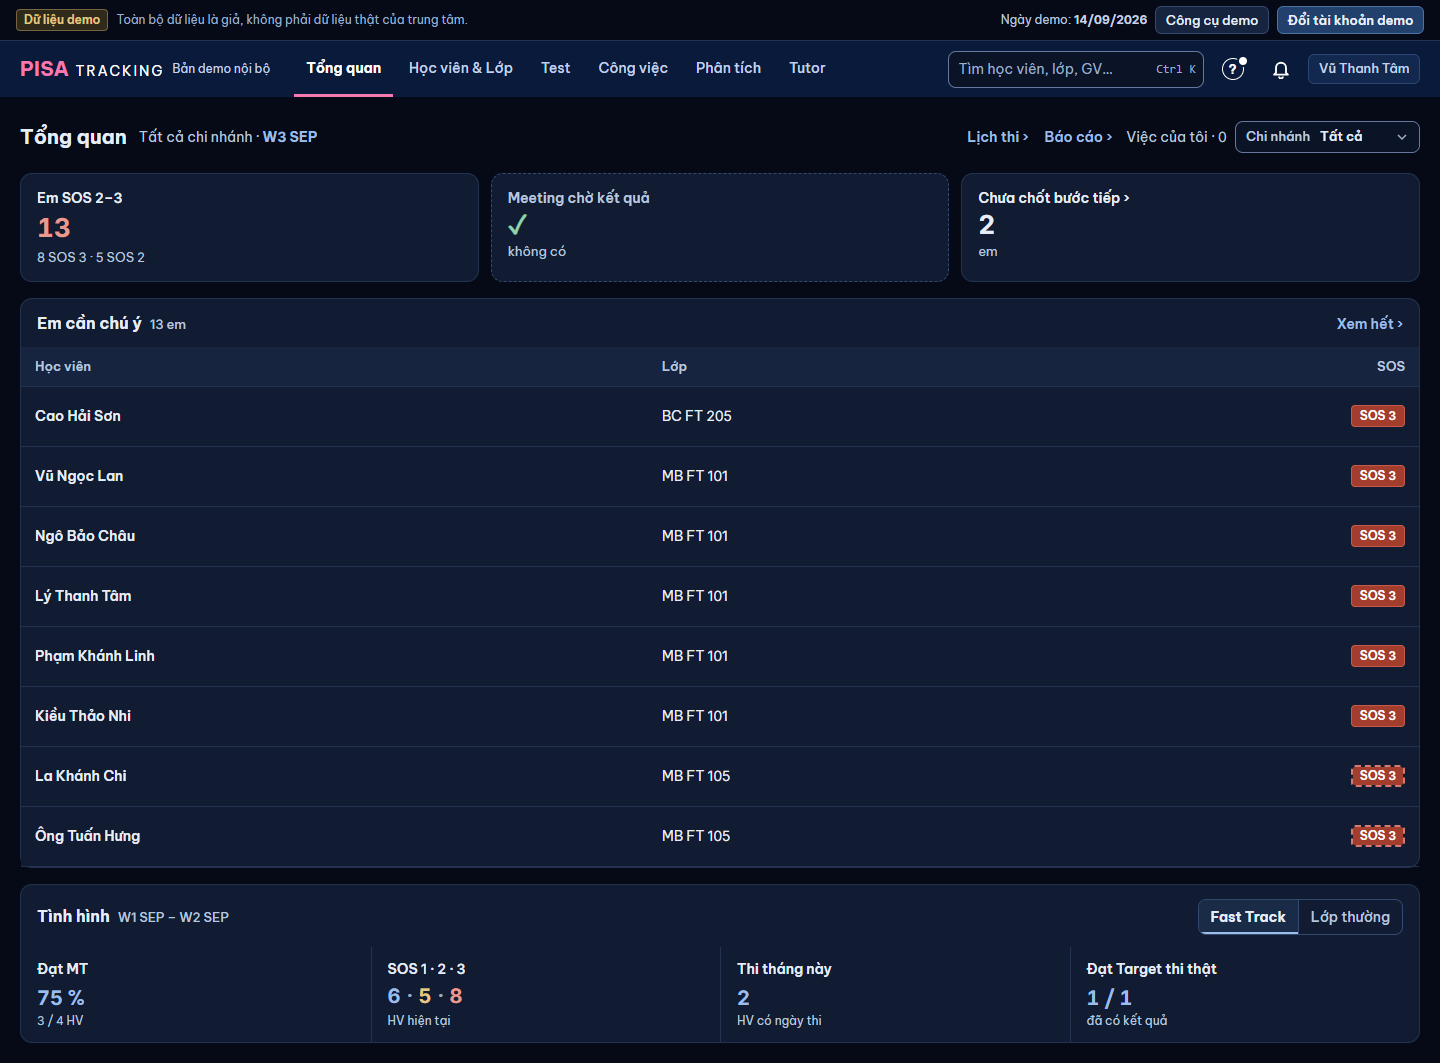 Dữ liệu demo Toàn bộ dữ liệu là giả, không phải dữ liệu thật của trung tâm. Ngày demo: 14/09/2026 Công cụ demo Đổi tài khoản demo
PISA TRACKING Bản demo nội bộ Tổng quan Học viên & Lớp Test Công việc Phân tích Tutor Tìm học viên, lớp, GV... Ctrl K ? Vũ Thanh Tâm
Tổng quan Tất cả chi nhánh · W3 SEP Lịch thi › Báo cáo › Việc của tôi · 0 Chi nhánh Tất cả
Em SOS 2–3
13
8 SOS 3 · 5 SOS 2
Meeting chờ kết quả
✓
không có
Chưa chốt bước tiếp ›
2
em
Em cần chú ý 13 em Xem hết ›
Học viên Lớp SOS
Cao Hải Sơn BC FT 205 SOS 3
Vũ Ngọc Lan MB FT 101 SOS 3
Ngô Bảo Châu MB FT 101 SOS 3
Lý Thanh Tâm MB FT 101 SOS 3
Phạm Khánh Linh MB FT 101 SOS 3
Kiều Thảo Nhi MB FT 101 SOS 3
La Khánh Chi MB FT 105 SOS 3
Ông Tuấn Hưng MB FT 105 SOS 3
Tình hình W1 SEP – W2 SEP Fast Track Lớp thường
Đạt MT
75 %
3 / 4 HV
SOS 1 · 2 · 3
6 · 5 · 8
HV hiện tại
Thi tháng này
2
HV có ngày thi
Đạt Target thi thật
1 / 1
đã có kết quả